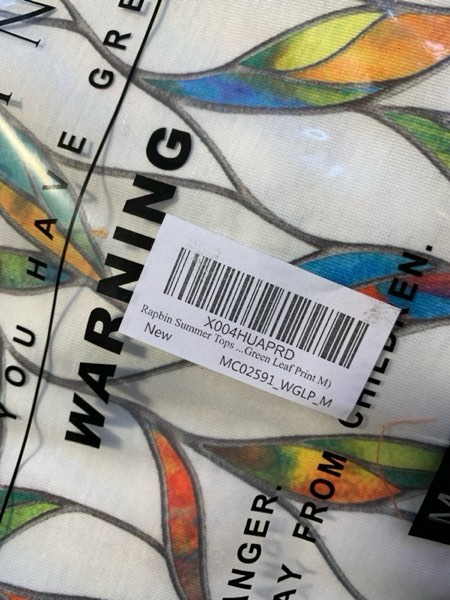 YOU HAVE GRE
WARNING
X004HUAPRD
Rapbin Summer Tops ...Green Leaf Print M)
New
MC02591_WGLP_M
ANGER.
AY FROM CHILDREN.
M